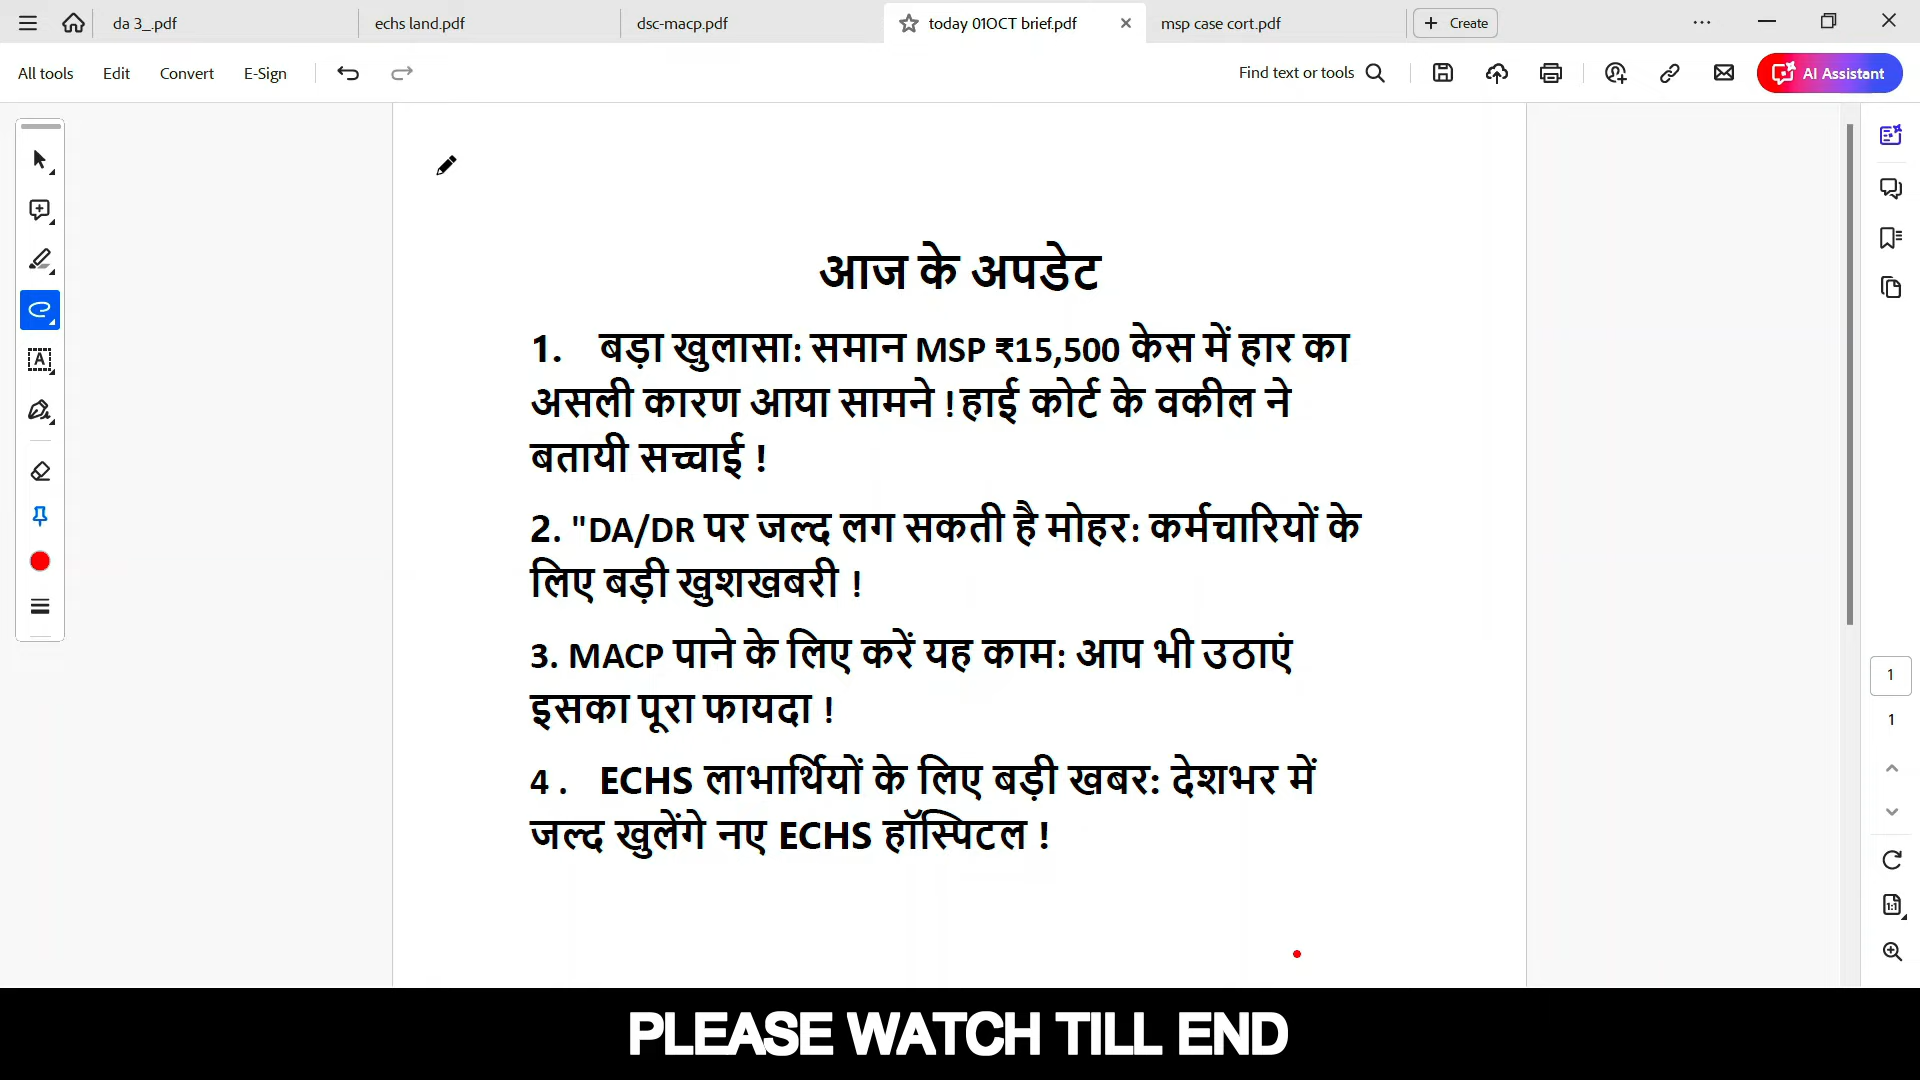 da 3_.pdf
echs land.pdf
dsc-macp.pdf
today 01OCT brief.pdf
msp case cort.pdf
Create
All tools
Edit
Convert
E-Sign
Find text or tools
AI Assistant
आज के अपडेट
1. बड़ा खुलासा: समान MSP ₹15,500 केस में हार का
असली कारण आया सामने ! हाई कोर्ट के वकील ने
बतायी सच्चाई !
2. "DA/DR पर जल्द लग सकती है मोहर: कर्मचारियों के
लिए बड़ी खुशखबरी !
3. MACP पाने के लिए करें यह काम: आप भी उठाएं
इसका पूरा फायदा !
4 . ECHS लाभार्थियों के लिए बड़ी खबर: देशभर में
जल्द खुलेंगे नए ECHS हॉस्पिटल !
1
1
PLEASE WATCH TILL END